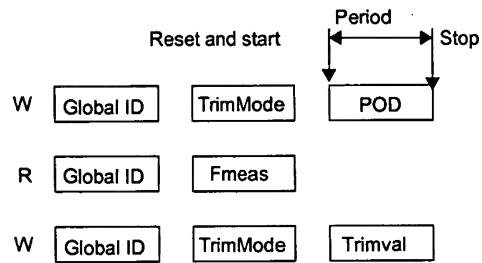 Period
Reset and start Stop
W Global ID TrimMode POD
R Global ID Fmeas
W Global ID TrimMode Trimval